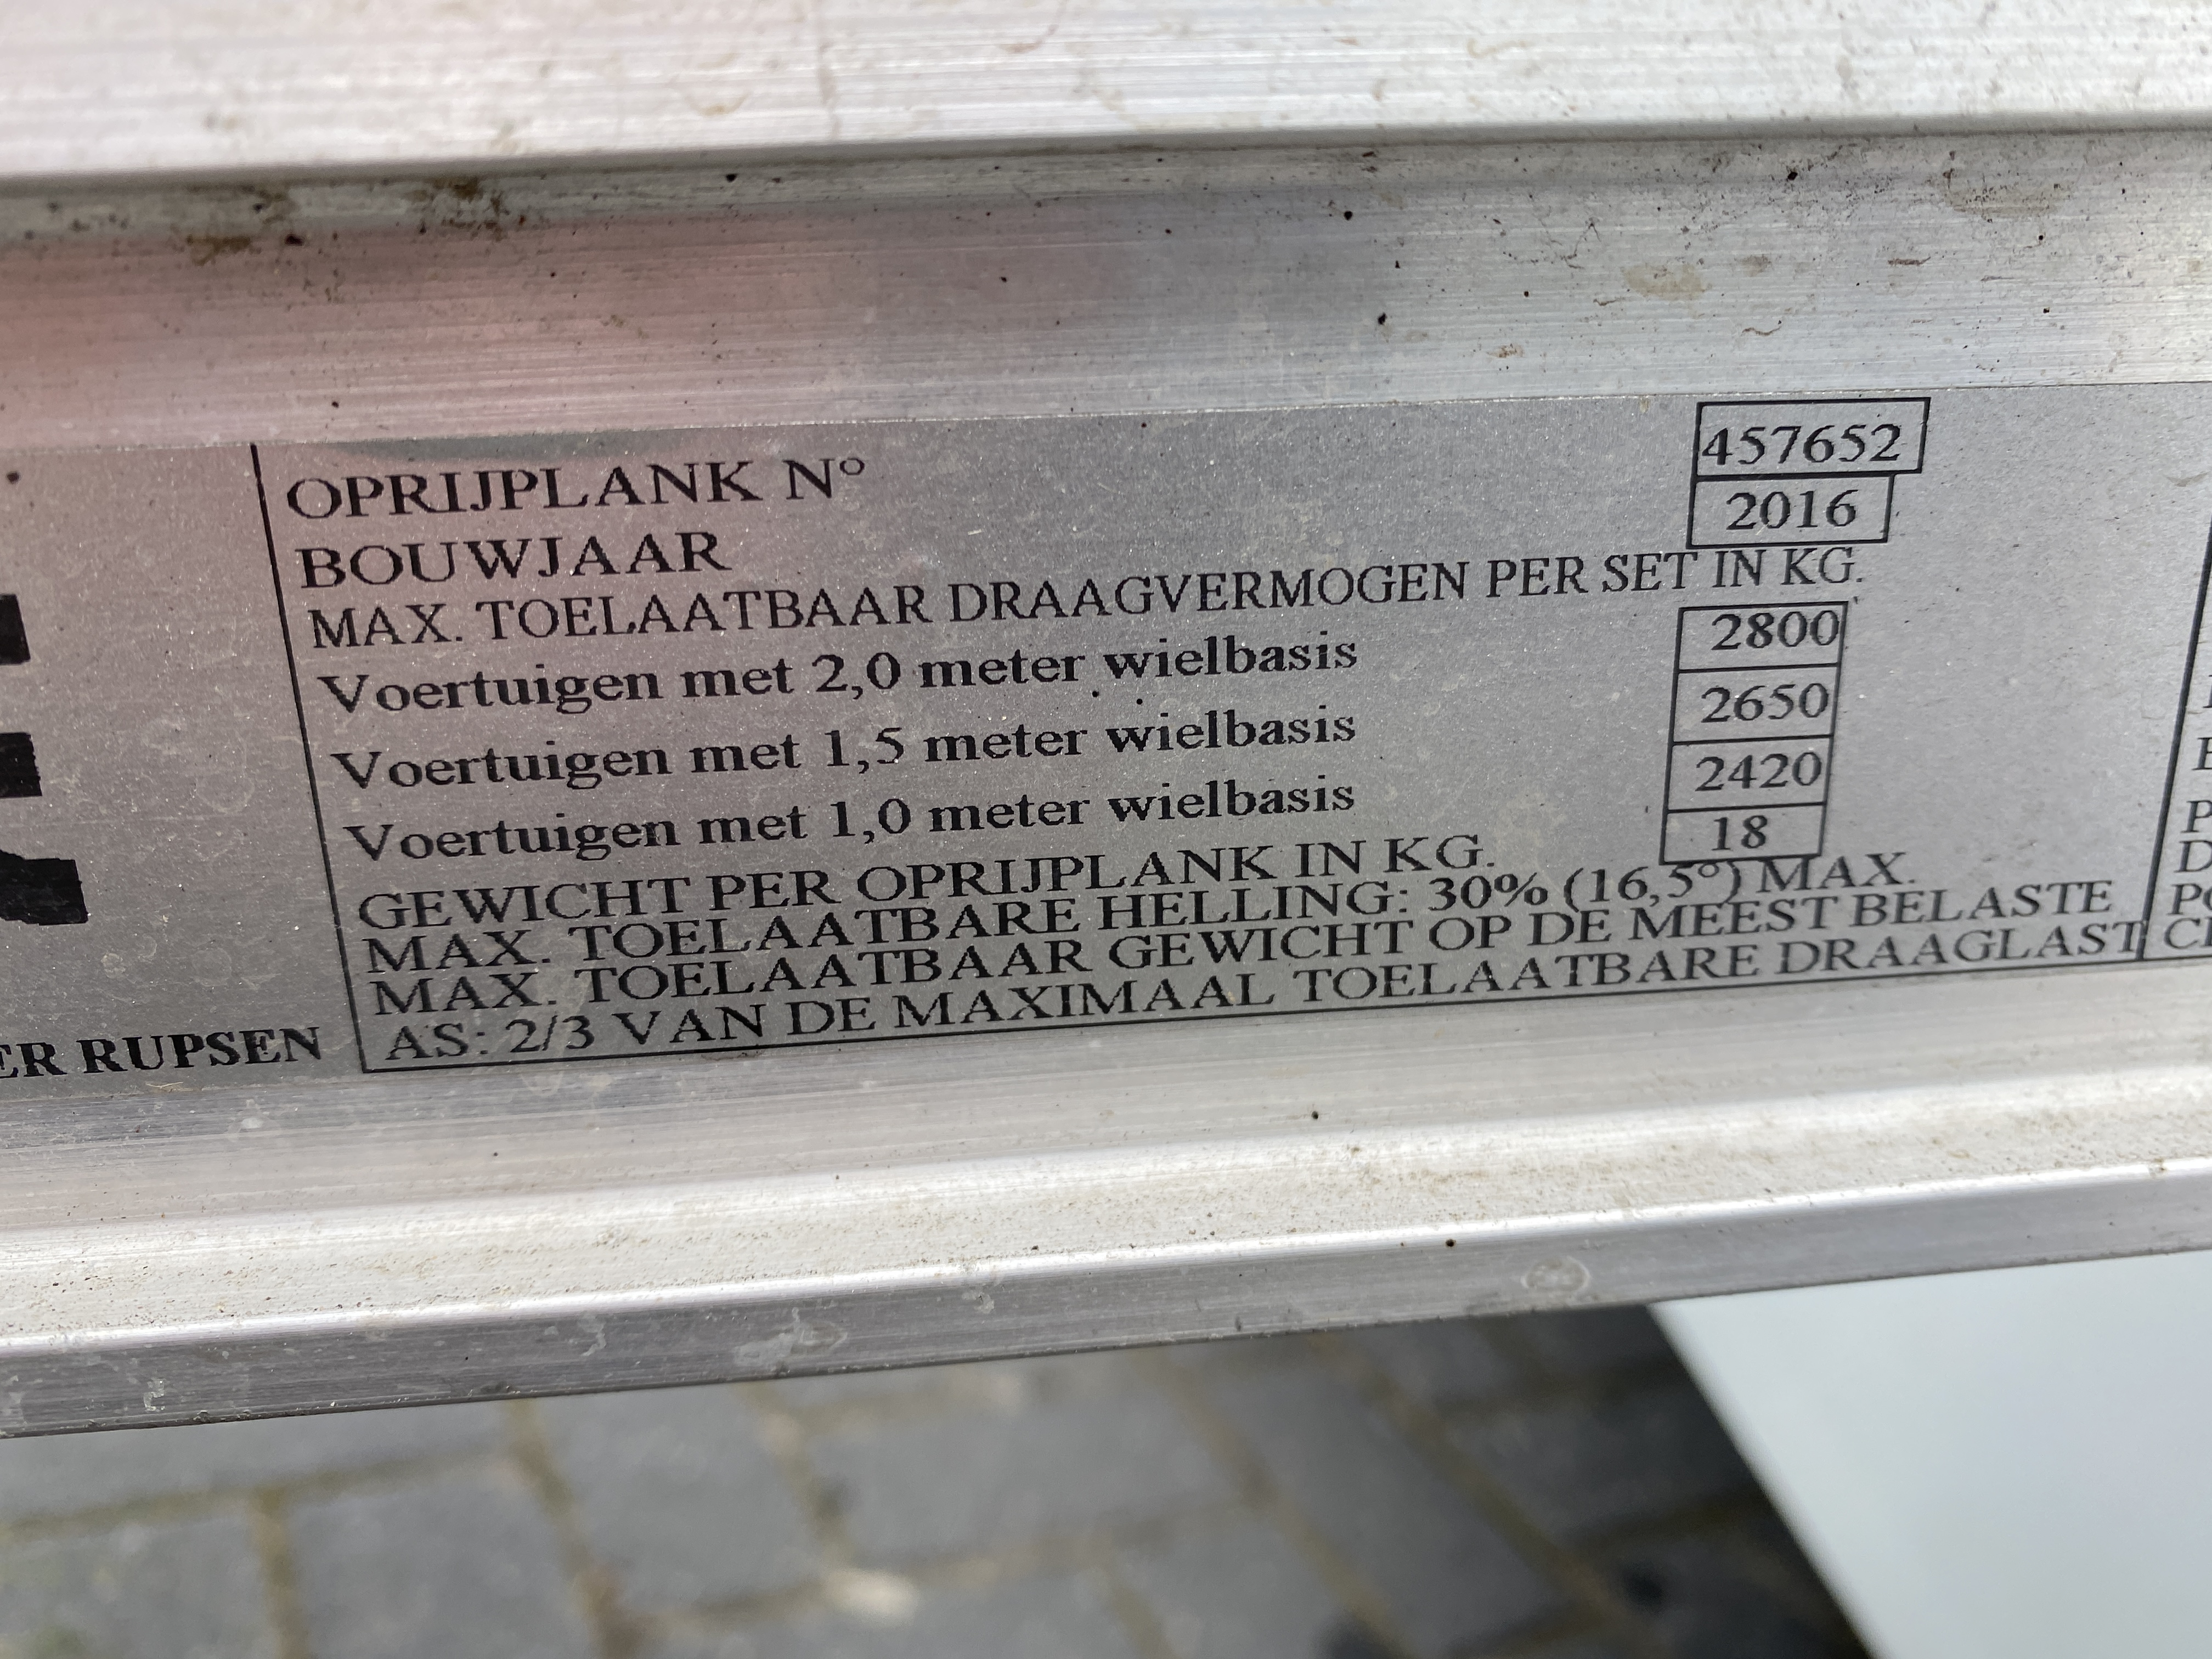 OPRIJPLANK N° 457652
BOUWJAAR 2016
MAX. TOELAATBAAR DRAAGVERMOGEN PER SET IN KG.
Voertuigen met 2,0 meter wielbasis 2800
Voertuigen met 1,5 meter wielbasis 2650
Voertuigen met 1,0 meter wielbasis 2420
GEWICHT PER OPRIJPLANK IN KG. 18
MAX. TOELAATBARE HELLING: 30% (16,5°) MAX.
MAX. TOELAATBAAR GEWICHT OP DE MEEST BELASTE
AS: 2/3 VAN DE MAXIMAAL TOELAATBARE DRAAGLAST
RUPSEN